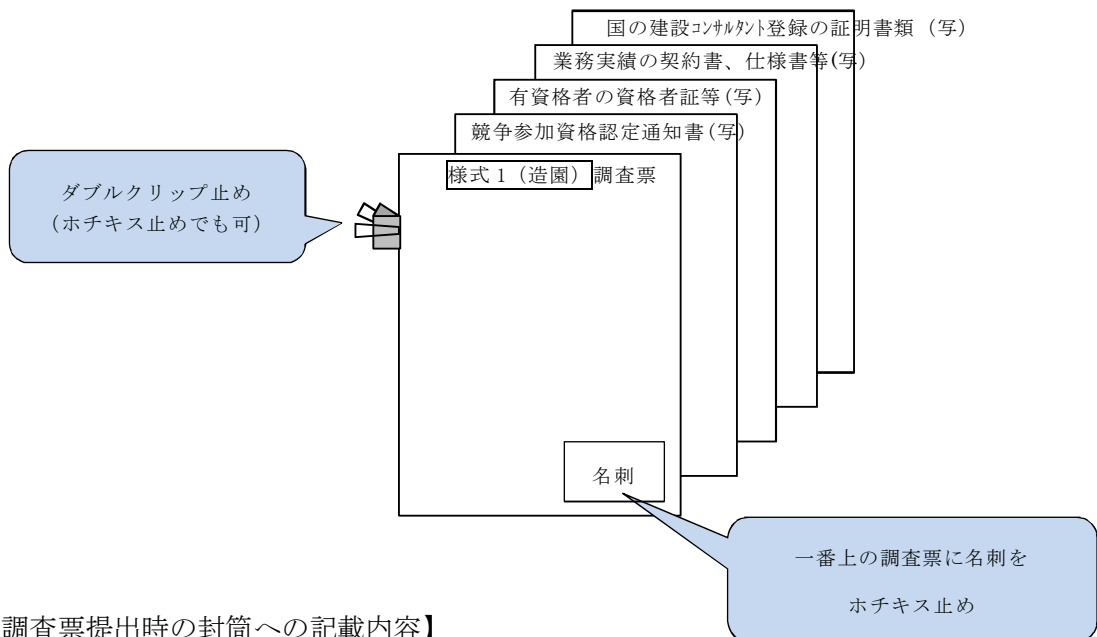 国の建設ｺﾝｻﾙﾀﾝﾄ登録の証明書類（写）
業務実績の契約書、仕様書等(写)
有資格者の資格者証等(写)
競争参加資格認定通知書(写)
様式１（造園）調査票
ダブルクリップ止め
（ホチキス止めでも可）
名刺
一番上の調査票に名刺を
ホチキス止め
調査票提出時の封筒への記載内容】